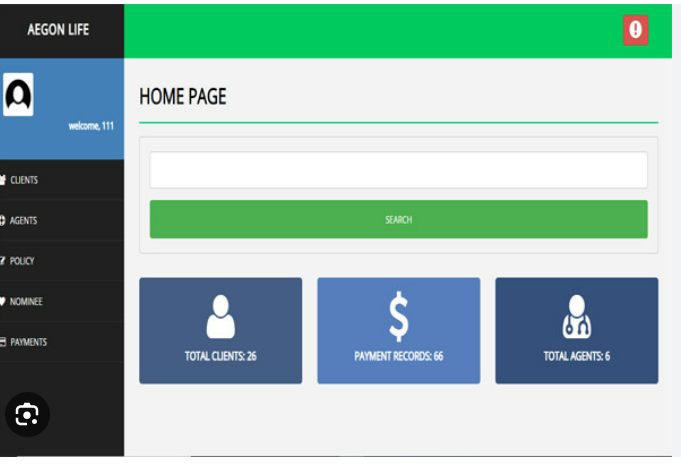 AEGON LIFE
welcome, 111
CLIENTS
AGENTS
POLICY
NOMINEE
PAYMENTS
HOME PAGE
SEARCH
TOTAL CLIENTS: 26
PAYMENT RECORDS: 66
TOTAL AGENTS: 6